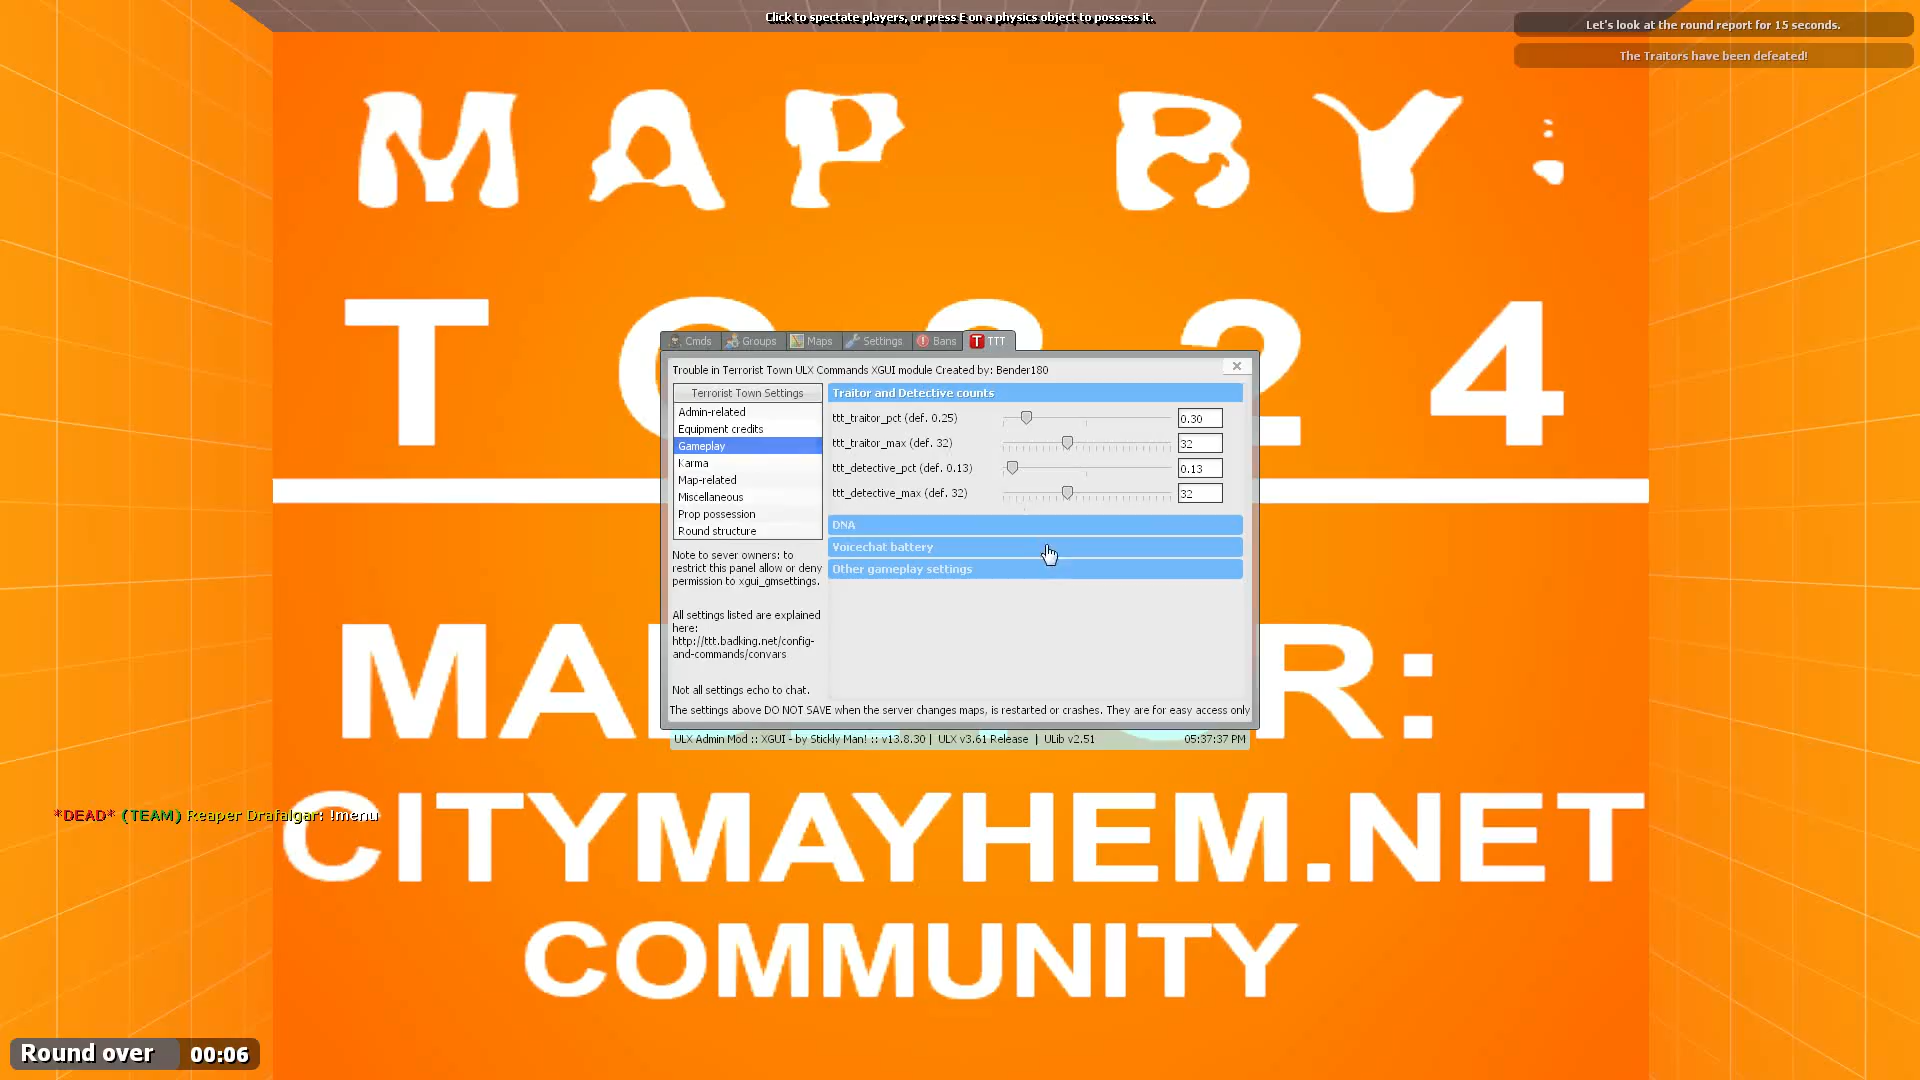 Click to spectate players, or press E on a physics object to possess it.
Let's look at the round report for 15 seconds.
The Traitors have been defeated!
MAP BY:
Cmds Groups Maps Settings Bans TTT
Trouble in Terrorist Town ULX Commands XGUI module Created by: Bender180
Terrorist Town Settings
Admin-related
Equipment credits
Gameplay
Karma
Map-related
Miscellaneous
Prop possession
Round structure
Note to sever owners: to
restrict this panel allow or deny
permission to xgui_gmsettings.
All settings listed are explained
here:
http://ttt.badking.net/config-
and-commands/convars
Not all settings echo to chat.
Traitor and Detective counts
ttt_traitor_pct (def. 0.25) 0.30
ttt_traitor_max (def. 32) 32
ttt_detective_pct (def. 0.13) 0.13
ttt_detective_max (def. 32) 32
DNA
Voicechat battery
Other gameplay settings
The settings above DO NOT SAVE when the server changes maps, is restarted or crashes. They are for easy access only
ULX Admin Mod :: XGUI - by Stickly Man! :: v13.8.30 | ULX v3.61 Release | ULib v2.51 05:37:37 PM
*DEAD* (TEAM) Reaper Drafalgar: !menu
CITYMAYHEM.NET
COMMUNITY
Round over 00:06